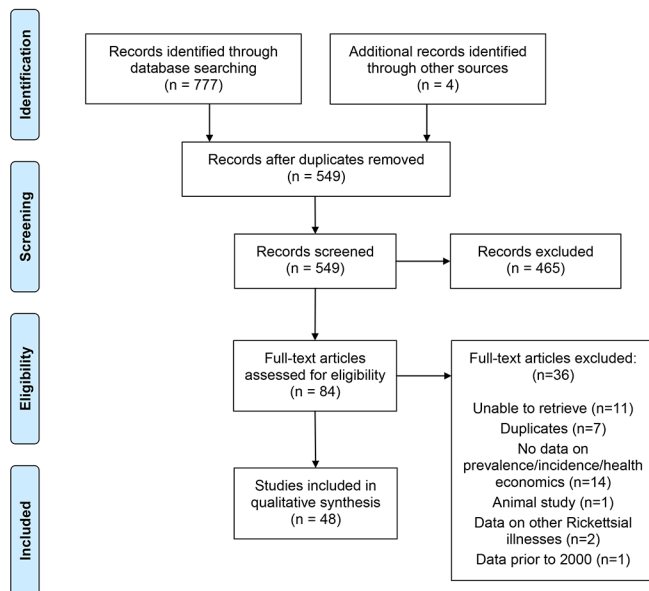 Identification
Records identified through
database searching
(n = 777)
Additional records identified
through other sources
(n = 4)
Records after duplicates removed
(n = 549)
Screening
Records screened
(n = 549)
Records excluded
(n = 465)
Eligibility
Full-text articles
assessed for eligibility
(n = 84)
Full-text articles excluded:
(n=36)
Unable to retrieve (n=11)
Duplicates (n=7)
No data on
prevalence/incidence/health
economics (n=14)
Animal study (n=1)
Data on other Rickettsial
illnesses (n=2)
Data prior to 2000 (n=1)
Included
Studies included in
qualitative synthesis
(n = 48)